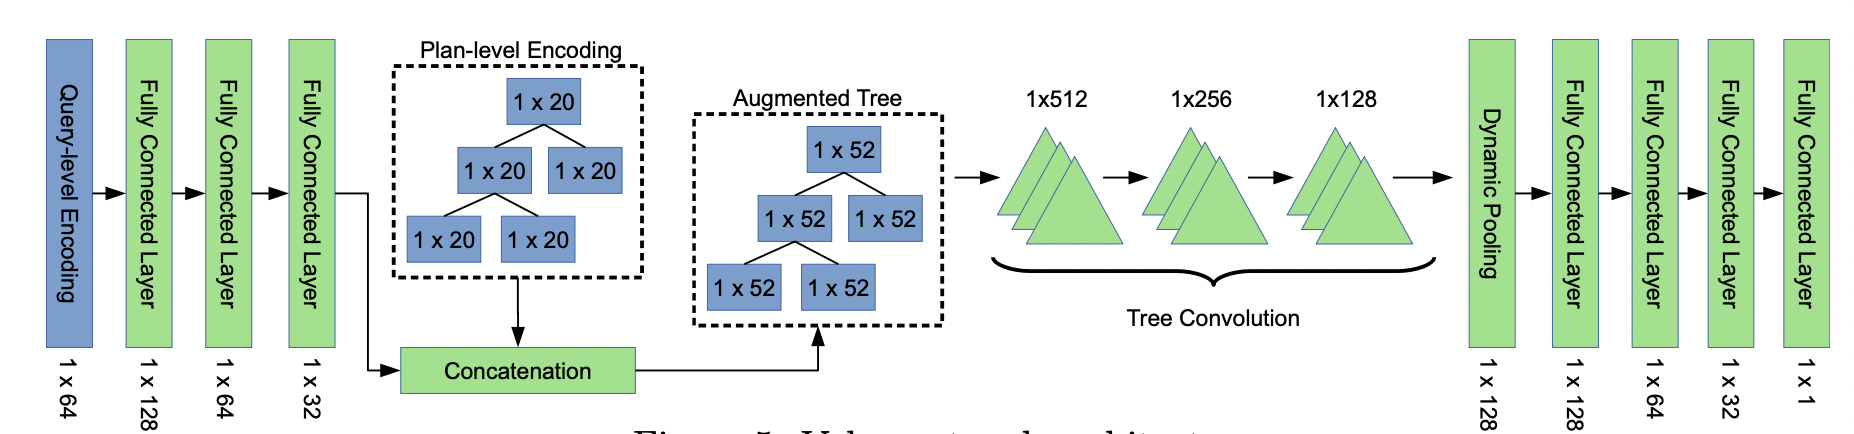 Query-level Encoding
1 x 64
Fully Connected Layer
1 x 128
Fully Connected Layer
1 x 64
Fully Connected Layer
1 x 32
Plan-level Encoding
1 x 20
1 x 20
1 x 20
1 x 20
1 x 20
Concatenation
Augmented Tree
1 x 52
1 x 52
1 x 52
1 x 52
1 x 52
1x512
1x256
1x128
Tree Convolution
Dynamic Pooling
1 x 128
Fully Connected Layer
1 x 128
Fully Connected Layer
1 x 64
Fully Connected Layer
1 x 32
Fully Connected Layer
1 x 1